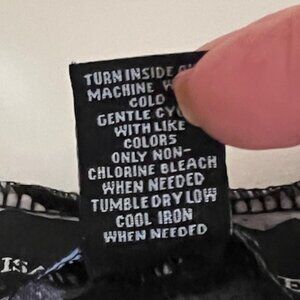 TURN INSIDE
MACHINE
COLD
GENTLE
WITH LIKE
COLORS
ONLY NON-
CHLORINE BLEACH
WHEN NEEDED
TUMBLE DRY LOW
COOL IRON
WHEN NEEDED